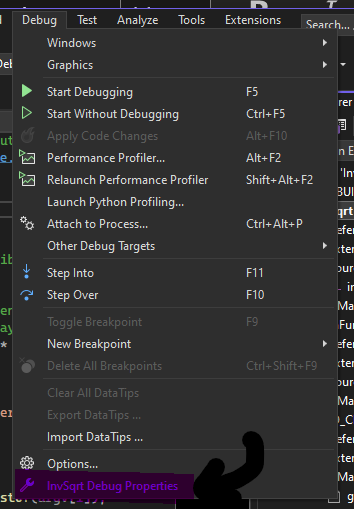 Debug Test Analyze Tools Extensions Search...
Windows
Graphics
Start Debugging F5
Start Without Debugging Ctrl+F5
Apply Code Changes Alt+F10
Performance Profiler... Alt+F2
Relaunch Performance Profiler Shift+Alt+F2
Launch Python Profiling...
Attach to Process... Ctrl+Alt+P
Other Debug Targets
Step Into F11
Step Over F10
Toggle Breakpoint F9
New Breakpoint
Delete All Breakpoints Ctrl+Shift+F9
Clear All DataTips
Export DataTips ...
Import DataTips ...
Options...
InvSqrt Debug Properties